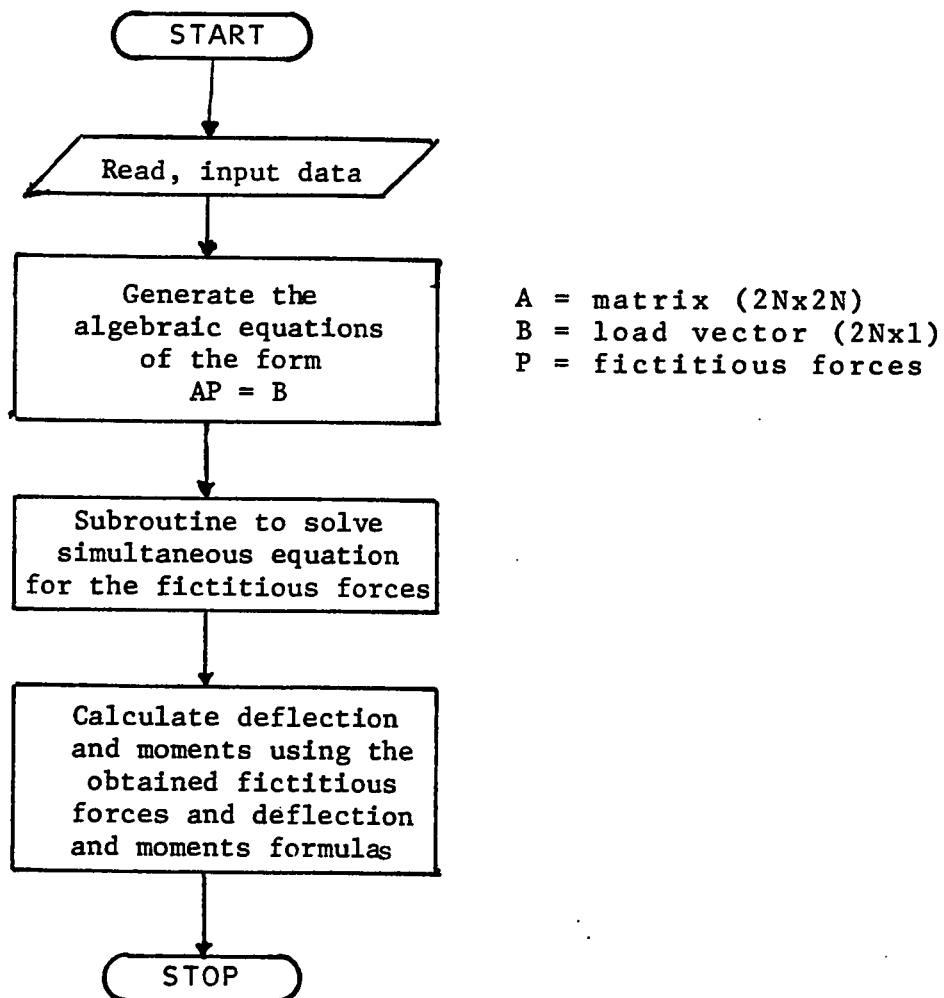 START
Read, input data
Generate the
algebraic equations
of the form
AP = B
A = matrix (2Nx2N)
B = load vector (2Nx1)
P = fictitious forces
Subroutine to solve
simultaneous equation
for the fictitious forces
Calculate deflection
and moments using the
obtained fictitious
forces and deflection
and moments formulas
STOP